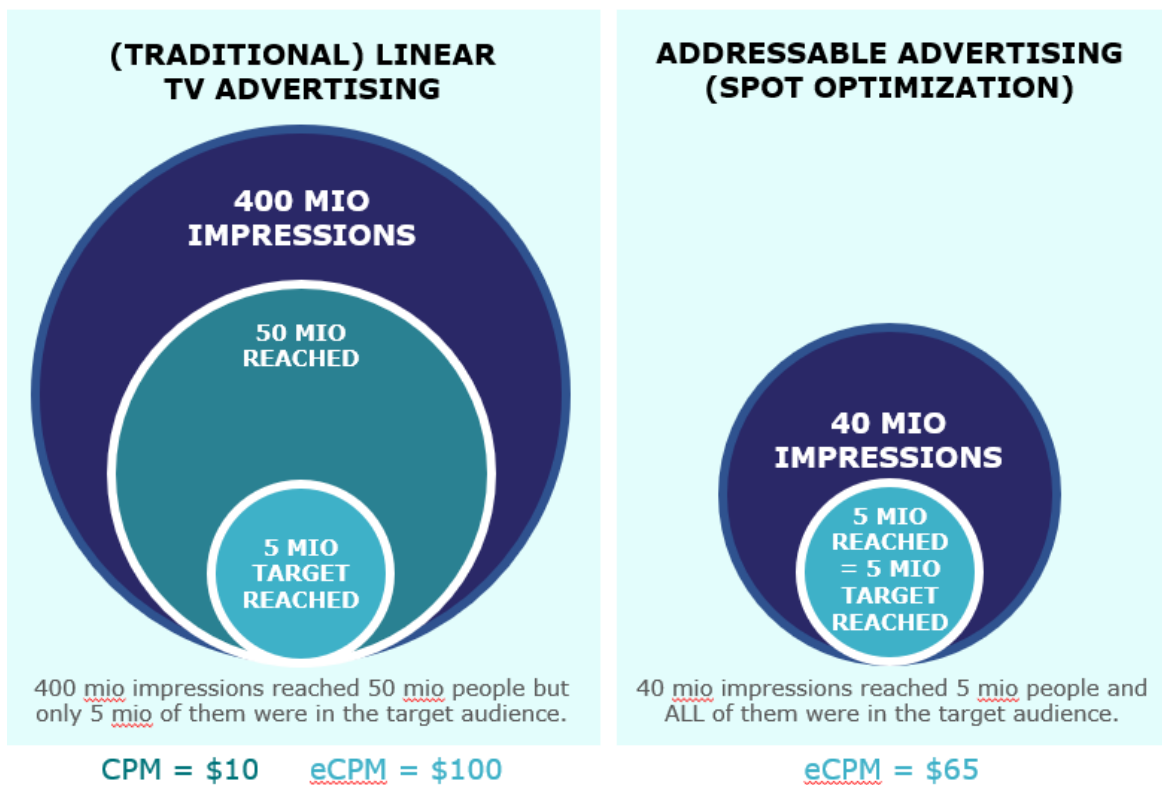 (TRADITIONAL) LINEAR
TV ADVERTISING
400 MIO
IMPRESSIONS
50 MIO
REACHED
5 MIO
TARGET
REACHED
400 mio impressions reached 50 mio people but
only 5 mio of them were in the target audience.
CPM = $10 eCPM = $100
ADDRESSABLE ADVERTISING
(SPOT OPTIMIZATION)
40 MIO
IMPRESSIONS
5 MIO
REACHED
= 5 MIO
TARGET
REACHED
40 mio impressions reached 5 mio people and
ALL of them were in the target audience.
eCPM = $65